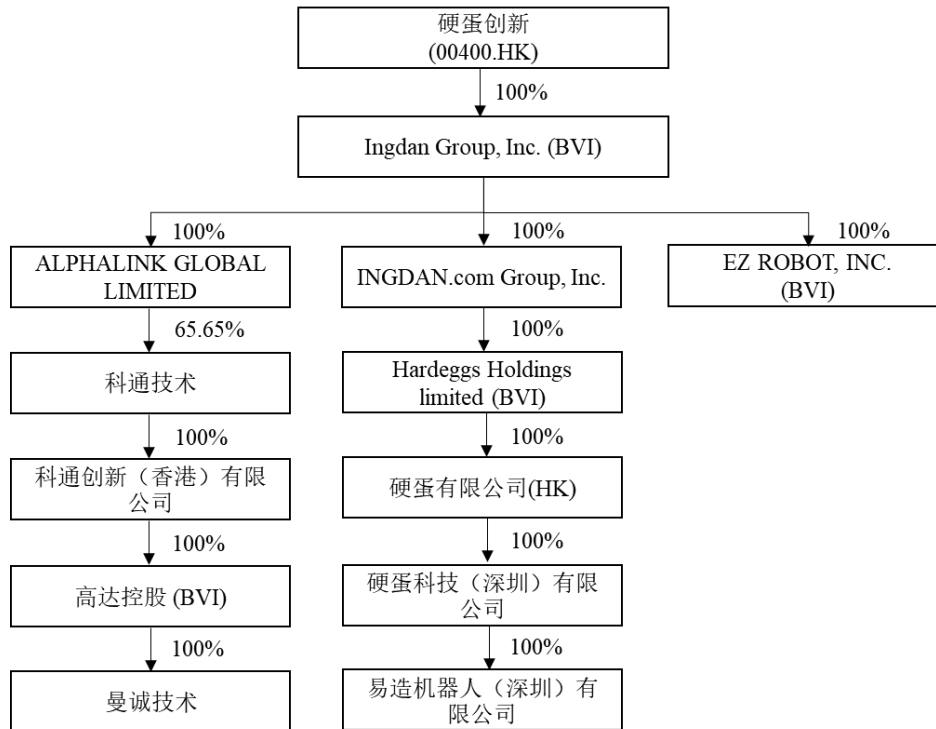 硬蛋创新
(00400.HK)
100%
Ingdan Group, Inc. (BVI)
100%
100%
100%
ALPHALINK GLOBAL
LIMITED
INGDAN.com Group, Inc.
EZ ROBOT, INC.
(BVI)
65.65%
100%
科通技术
Hardeggs Holdings
limited (BVI)
100%
100%
科通创新（香港）有限
公司
硬蛋有限公司(HK)
100%
100%
高达控股 (BVI)
硬蛋科技（深圳）有限
公司
100%
100%
曼诚技术
易造机器人（深圳）有
限公司